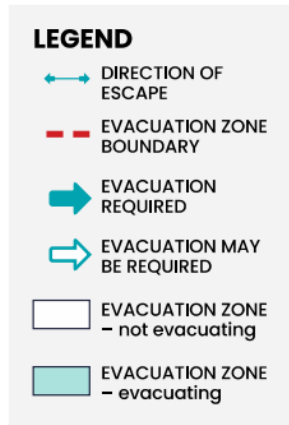 LEGEND
DIRECTION OF
ESCAPE
EVACUATION ZONE
BOUNDARY
EVACUATION
REQUIRED
EVACUATION MAY
BE REQUIRED
EVACUATION ZONE
– not evacuating
EVACUATION ZONE
– evacuating